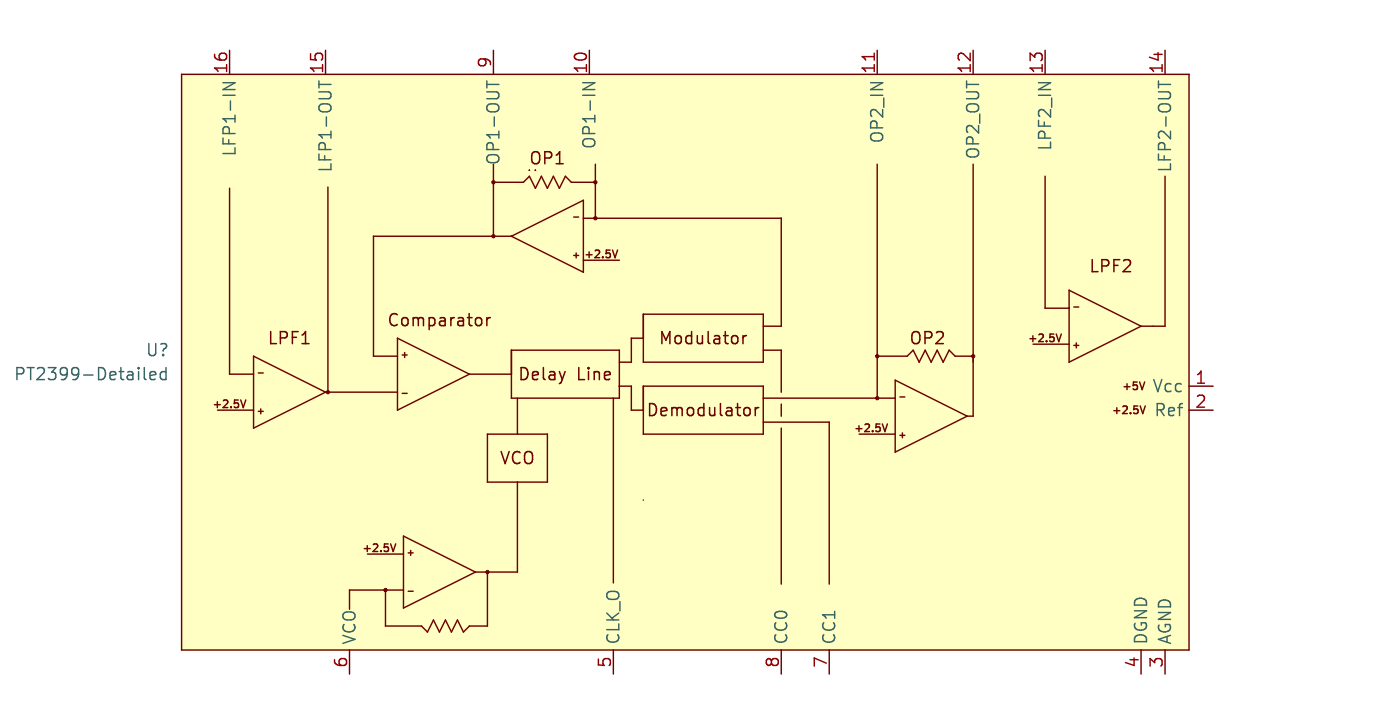 16
15
9
10
11
12
13
14
LFP1-IN
LFP1-OUT
OP1-OUT
OP1-IN
OP2_IN
OP2_OUT
LPF2_IN
LFP2-OUT
OP1
-
+
+2.5V
LPF2
-
+2.5V
+
Comparator
+
-
LPF1
-
+2.5V
+
Modulator
OP2
U?
PT2399-Detailed
Delay Line
Demodulator
-
+2.5V
+
+5V Vcc 1
+2.5V Ref 2
VCO
+2.5V
+
-
VCO
CLK_O
CC0
CC1
DGND
AGND
6
5
8
7
4
3